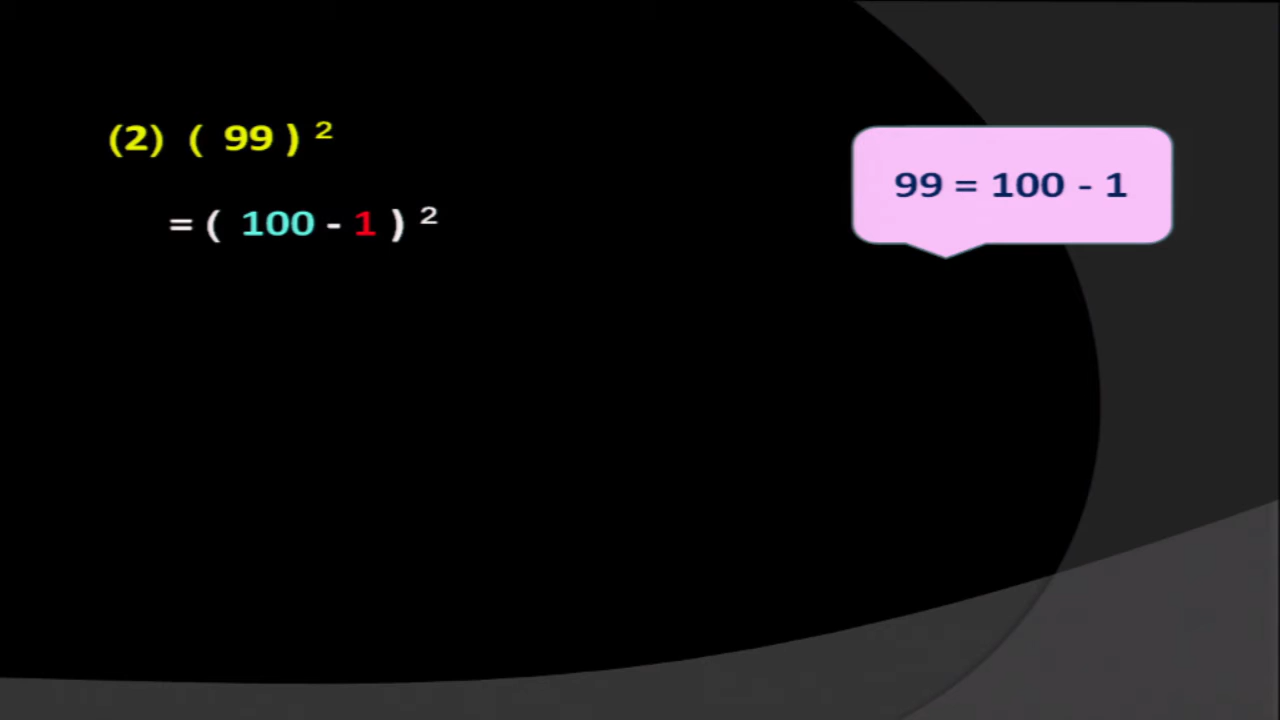 (2) ( 99 ) ²
= ( 100 - 1 ) ²
99 = 100 - 1